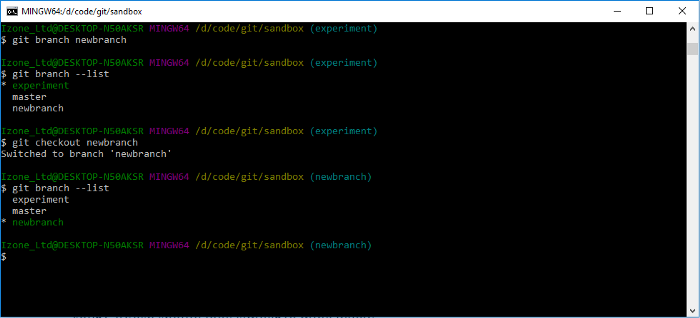 MINGW64:/d/code/git/sandbox
Izone_Ltd@DESKTOP-N50AKSR MINGW64 /d/code/git/sandbox (experiment)
$ git branch newbranch
Izone_Ltd@DESKTOP-N50AKSR MINGW64 /d/code/git/sandbox (experiment)
$ git branch --list
* experiment
  master
  newbranch
Izone_Ltd@DESKTOP-N50AKSR MINGW64 /d/code/git/sandbox (experiment)
$ git checkout newbranch
Switched to branch 'newbranch'
Izone_Ltd@DESKTOP-N50AKSR MINGW64 /d/code/git/sandbox (newbranch)
$ git branch --list
  experiment
  master
* newbranch
Izone_Ltd@DESKTOP-N50AKSR MINGW64 /d/code/git/sandbox (newbranch)
$